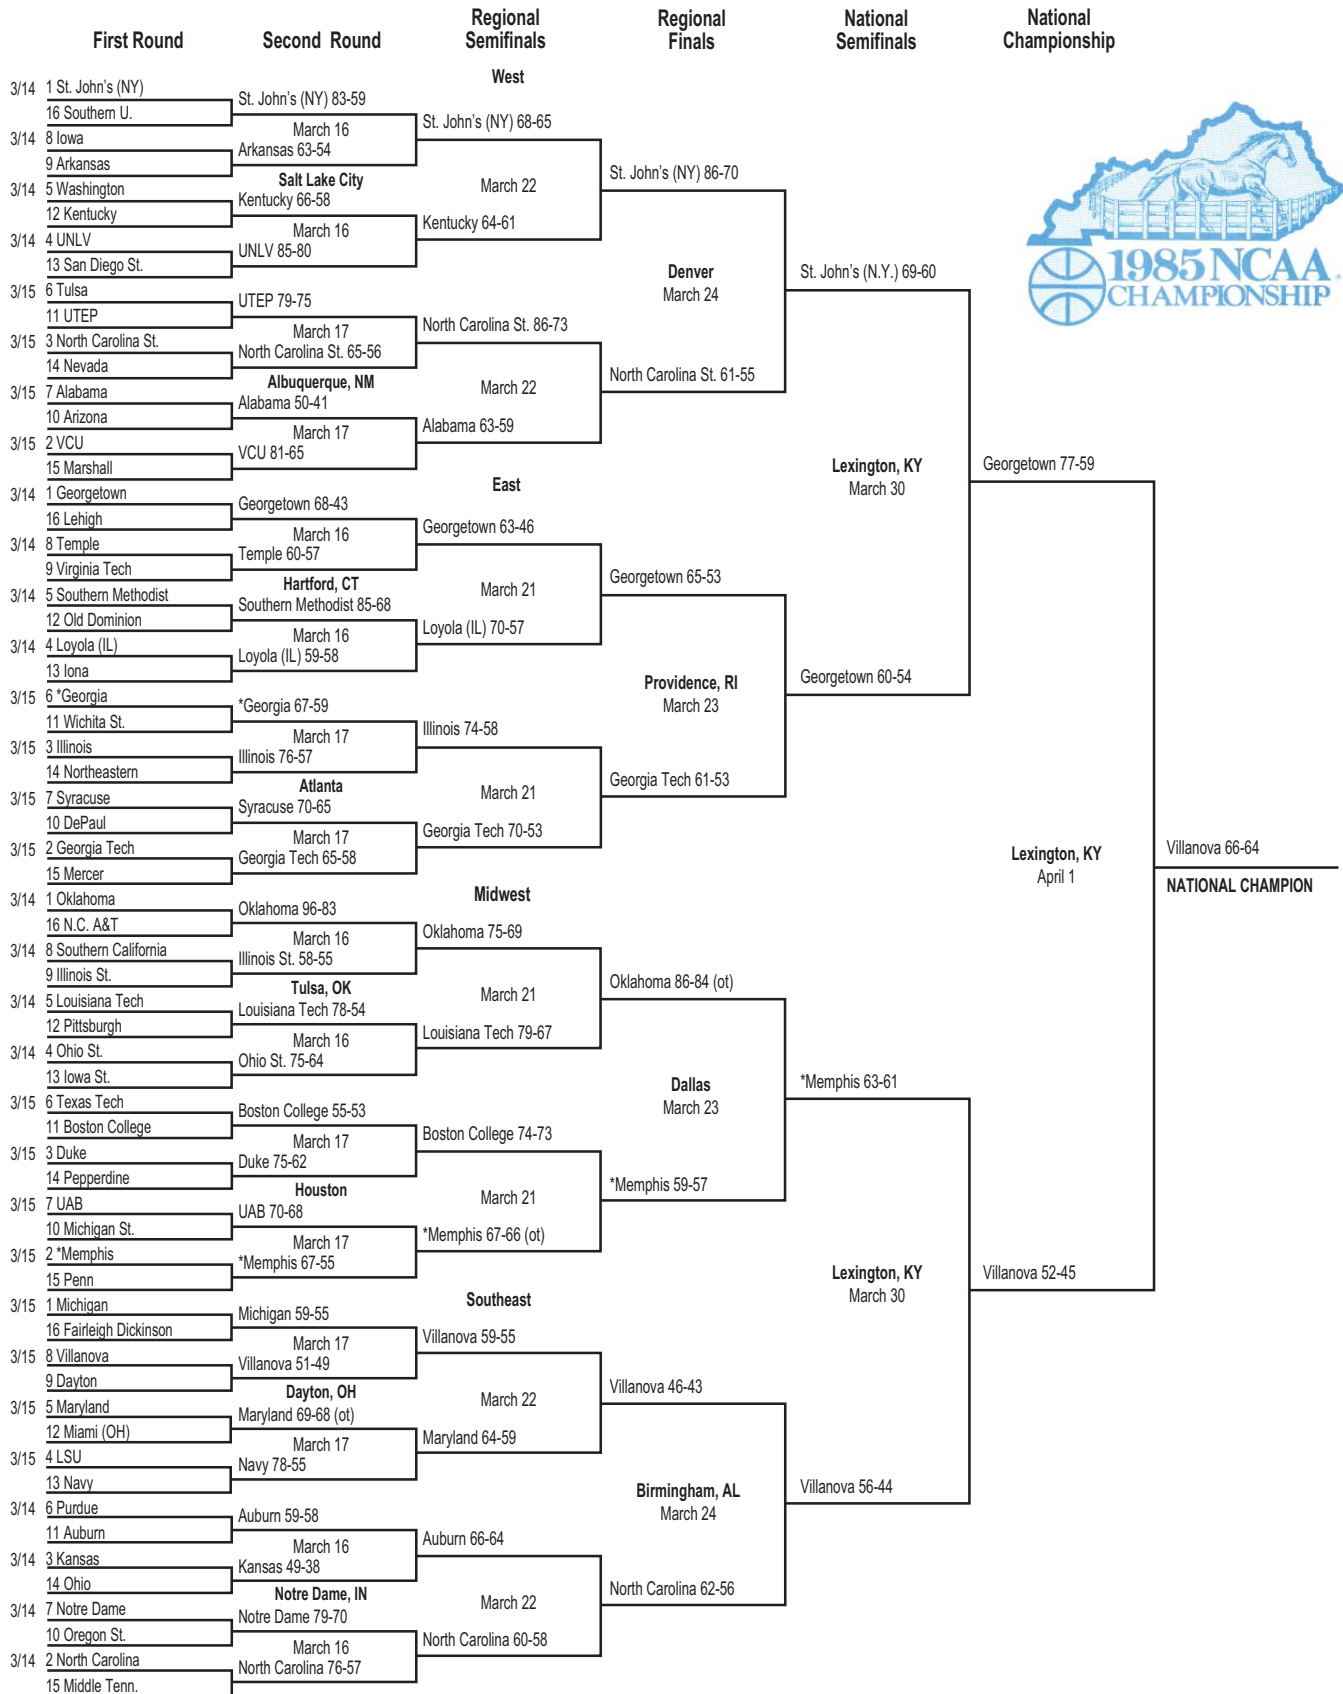 First Round
Second Round
Regional
Semifinals
Regional
Finals
National
Semifinals
National
Championship
West
3/14 1 St. John's (NY)
16 Southern U.
3/14 8 Iowa
9 Arkansas
3/14 5 Washington
12 Kentucky
3/14 4 UNLV
13 San Diego St.
3/15 6 Tulsa
11 UTEP
3/15 3 North Carolina St.
14 Nevada
3/15 7 Alabama
10 Arizona
3/15 2 VCU
15 Marshall
St. John's (NY) 83-59
March 16
Arkansas 63-54
Salt Lake City
Kentucky 66-58
March 16
UNLV 85-80
UTEP 79-75
March 17
North Carolina St. 65-56
Albuquerque, NM
Alabama 50-41
March 17
VCU 81-65
St. John's (NY) 68-65
March 22
Kentucky 64-61
North Carolina St. 86-73
March 22
Alabama 63-59
St. John's (NY) 86-70
Denver
March 24
North Carolina St. 61-55
St. John's (N.Y.) 69-60
East
3/14 1 Georgetown
16 Lehigh
3/14 8 Temple
9 Virginia Tech
3/14 5 Southern Methodist
12 Old Dominion
3/14 4 Loyola (IL)
13 Iona
3/15 6 *Georgia
11 Wichita St.
3/15 3 Illinois
14 Northeastern
3/15 7 Syracuse
10 DePaul
3/15 2 Georgia Tech
15 Mercer
Georgetown 68-43
March 16
Temple 60-57
Hartford, CT
Southern Methodist 85-68
March 16
Loyola (IL) 59-58
*Georgia 67-59
March 17
Illinois 76-57
Atlanta
Syracuse 70-65
March 17
Georgia Tech 65-58
Georgetown 63-46
March 21
Loyola (IL) 70-57
Illinois 74-58
March 21
Georgia Tech 70-53
Georgetown 65-53
Providence, RI
March 23
Georgia Tech 61-53
Georgetown 60-54
Lexington, KY
March 30
Georgetown 77-59
Midwest
3/14 1 Oklahoma
16 N.C. A&T
3/14 8 Southern California
9 Illinois St.
3/14 5 Louisiana Tech
12 Pittsburgh
3/14 4 Ohio St.
13 Iowa St.
3/15 6 Texas Tech
11 Boston College
3/15 3 Duke
14 Pepperdine
3/15 7 UAB
10 Michigan St.
3/15 2 *Memphis
15 Penn
Oklahoma 96-83
March 16
Illinois St. 58-55
Tulsa, OK
Louisiana Tech 78-54
March 16
Ohio St. 75-64
Boston College 55-53
March 17
Duke 75-62
Houston
UAB 70-68
March 17
*Memphis 67-55
Oklahoma 75-69
March 21
Louisiana Tech 79-67
Boston College 74-73
March 21
*Memphis 67-66 (ot)
Oklahoma 86-84 (ot)
Dallas
March 23
*Memphis 59-57
*Memphis 63-61
Southeast
3/15 1 Michigan
16 Fairleigh Dickinson
3/15 8 Villanova
9 Dayton
3/15 5 Maryland
12 Miami (OH)
3/15 4 LSU
13 Navy
3/14 6 Purdue
11 Auburn
3/14 3 Kansas
14 Ohio
3/14 7 Notre Dame
10 Oregon St.
3/14 2 North Carolina
15 Middle Tenn.
Michigan 59-55
March 17
Villanova 51-49
Dayton, OH
Maryland 69-68 (ot)
March 17
Navy 78-55
Auburn 59-58
March 16
Kansas 49-38
Notre Dame, IN
Notre Dame 79-70
March 16
North Carolina 76-57
Villanova 59-55
March 22
Maryland 64-59
Auburn 66-64
March 22
North Carolina 60-58
Villanova 46-43
Birmingham, AL
March 24
North Carolina 62-56
Villanova 56-44
Lexington, KY
March 30
Villanova 52-45
Lexington, KY
April 1
Villanova 66-64
NATIONAL CHAMPION
1985 NCAA
CHAMPIONSHIP